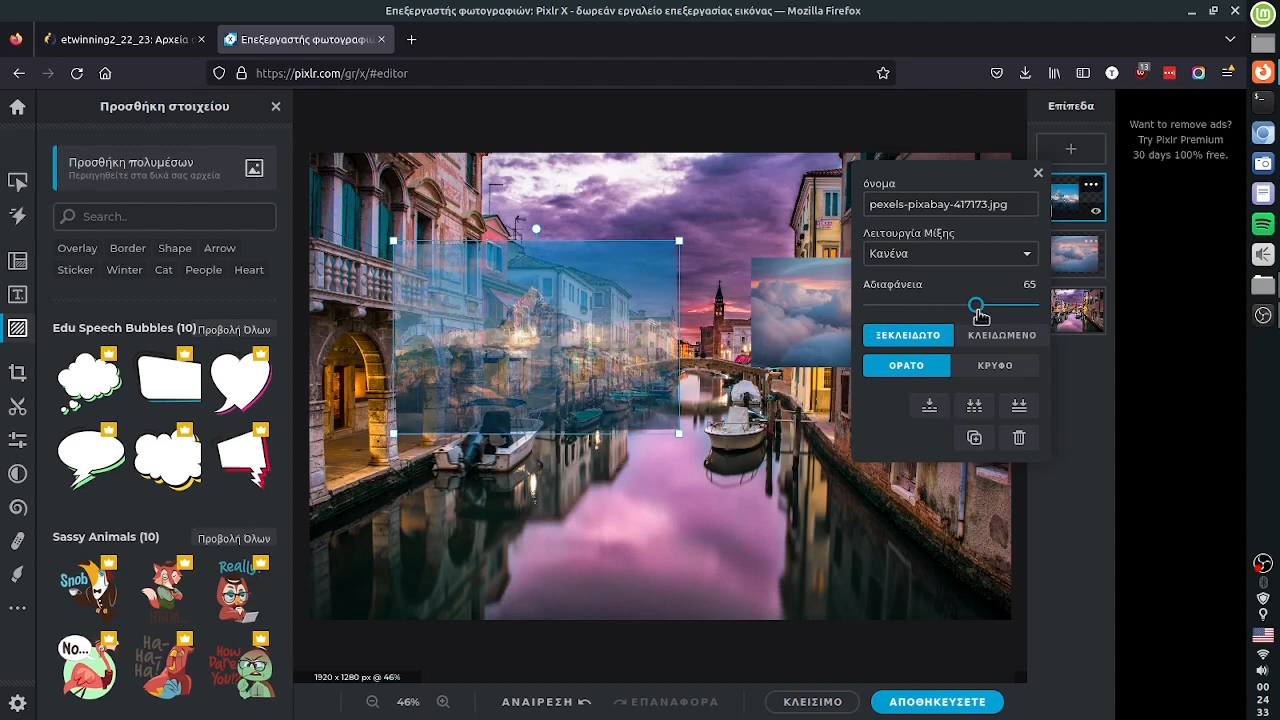 Επεξεργαστής φωτογραφιών: Pixlr X - δωρεάν εργαλείο επεξεργασίας εικόνας — Mozilla Firefox
etwinning2_22_23: Αρχεία
Επεξεργαστής φωτογραφι
https://pixlr.com/gr/x/#editor
13
T
Προσθήκη στοιχείου
Προσθήκη πολυμέσων
Περιηγηθείτε στα δικά σας αρχεία
Search..
Overlay Border Shape Arrow
Sticker Winter Cat People Heart
Edu Speech Bubbles (10) Προβολή Όλων
Sassy Animals (10) Προβολή Όλων
Snob
HMM...
Really?
No...
Ha-Ha-Ha!
How Dare You!
όνομα
pexels-pixabay-417173.jpg
Λειτουργία Μίξης
Κανένα
Αδιαφάνεια 65
ΞΕΚΛΕΙΔΩΤΟ ΚΛΕΙΔΩΜΕΝΟ
ΟΡΑΤΟ ΚΡΥΦΟ
Επίπεδα
Want to remove ads?
Try Pixlr Premium
30 days 100% free.
1920 x 1280 px @ 46%
46% ΑΝΑΙΡΕΣΗ ΕΠΑΝΑΦΟΡΑ ΚΛΕΙΣΙΜΟ ΑΠΟΘΗΚΕΥΣΕΤΕ
00
24
33